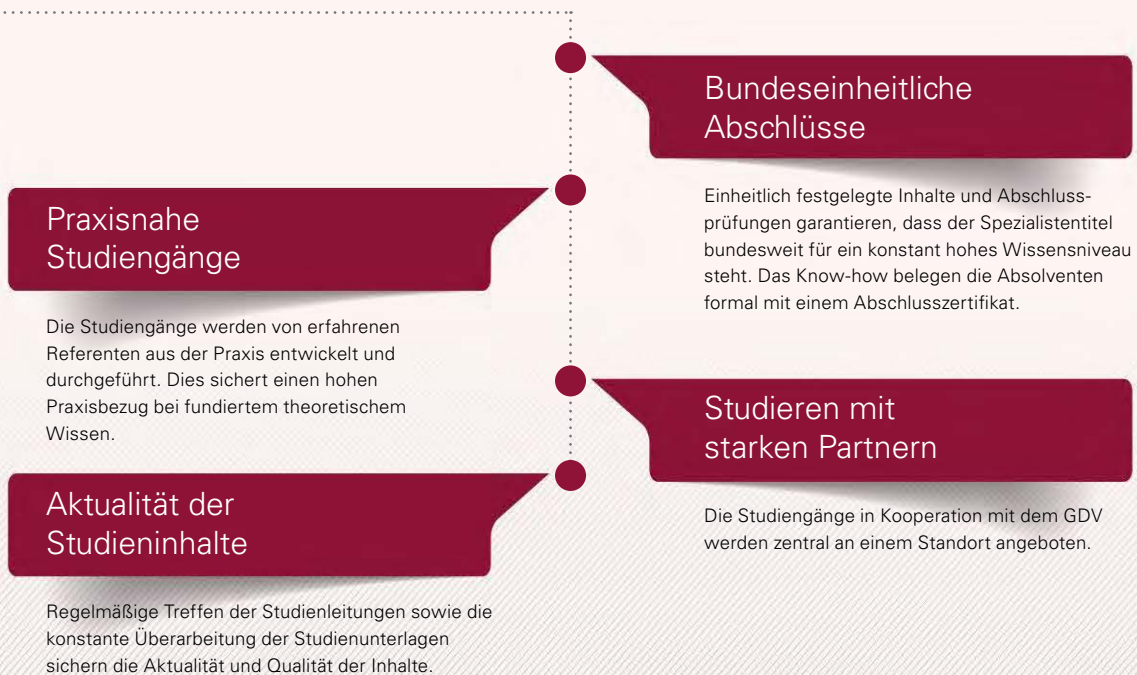 Bundeseinheitliche
Abschlüsse
Einheitlich festgelegte Inhalte und Abschluss-
prüfungen garantieren, dass der Spezialistentitel
bundesweit für ein konstant hohes Wissensniveau
steht. Das Know-how belegen die Absolventen
formal mit einem Abschlusszertifikat.
Praxisnahe
Studiengänge
Die Studiengänge werden von erfahrenen
Referenten aus der Praxis entwickelt und
durchgeführt. Dies sichert einen hohen
Praxisbezug bei fundiertem theoretischem
Wissen.
Studieren mit
starken Partnern
Die Studiengänge in Kooperation mit dem GDV
werden zentral an einem Standort angeboten.
Aktualität der
Studieninhalte
Regelmäßige Treffen der Studienleitungen sowie die
konstante Überarbeitung der Studienunterlagen
sichern die Aktualität und Qualität der Inhalte.